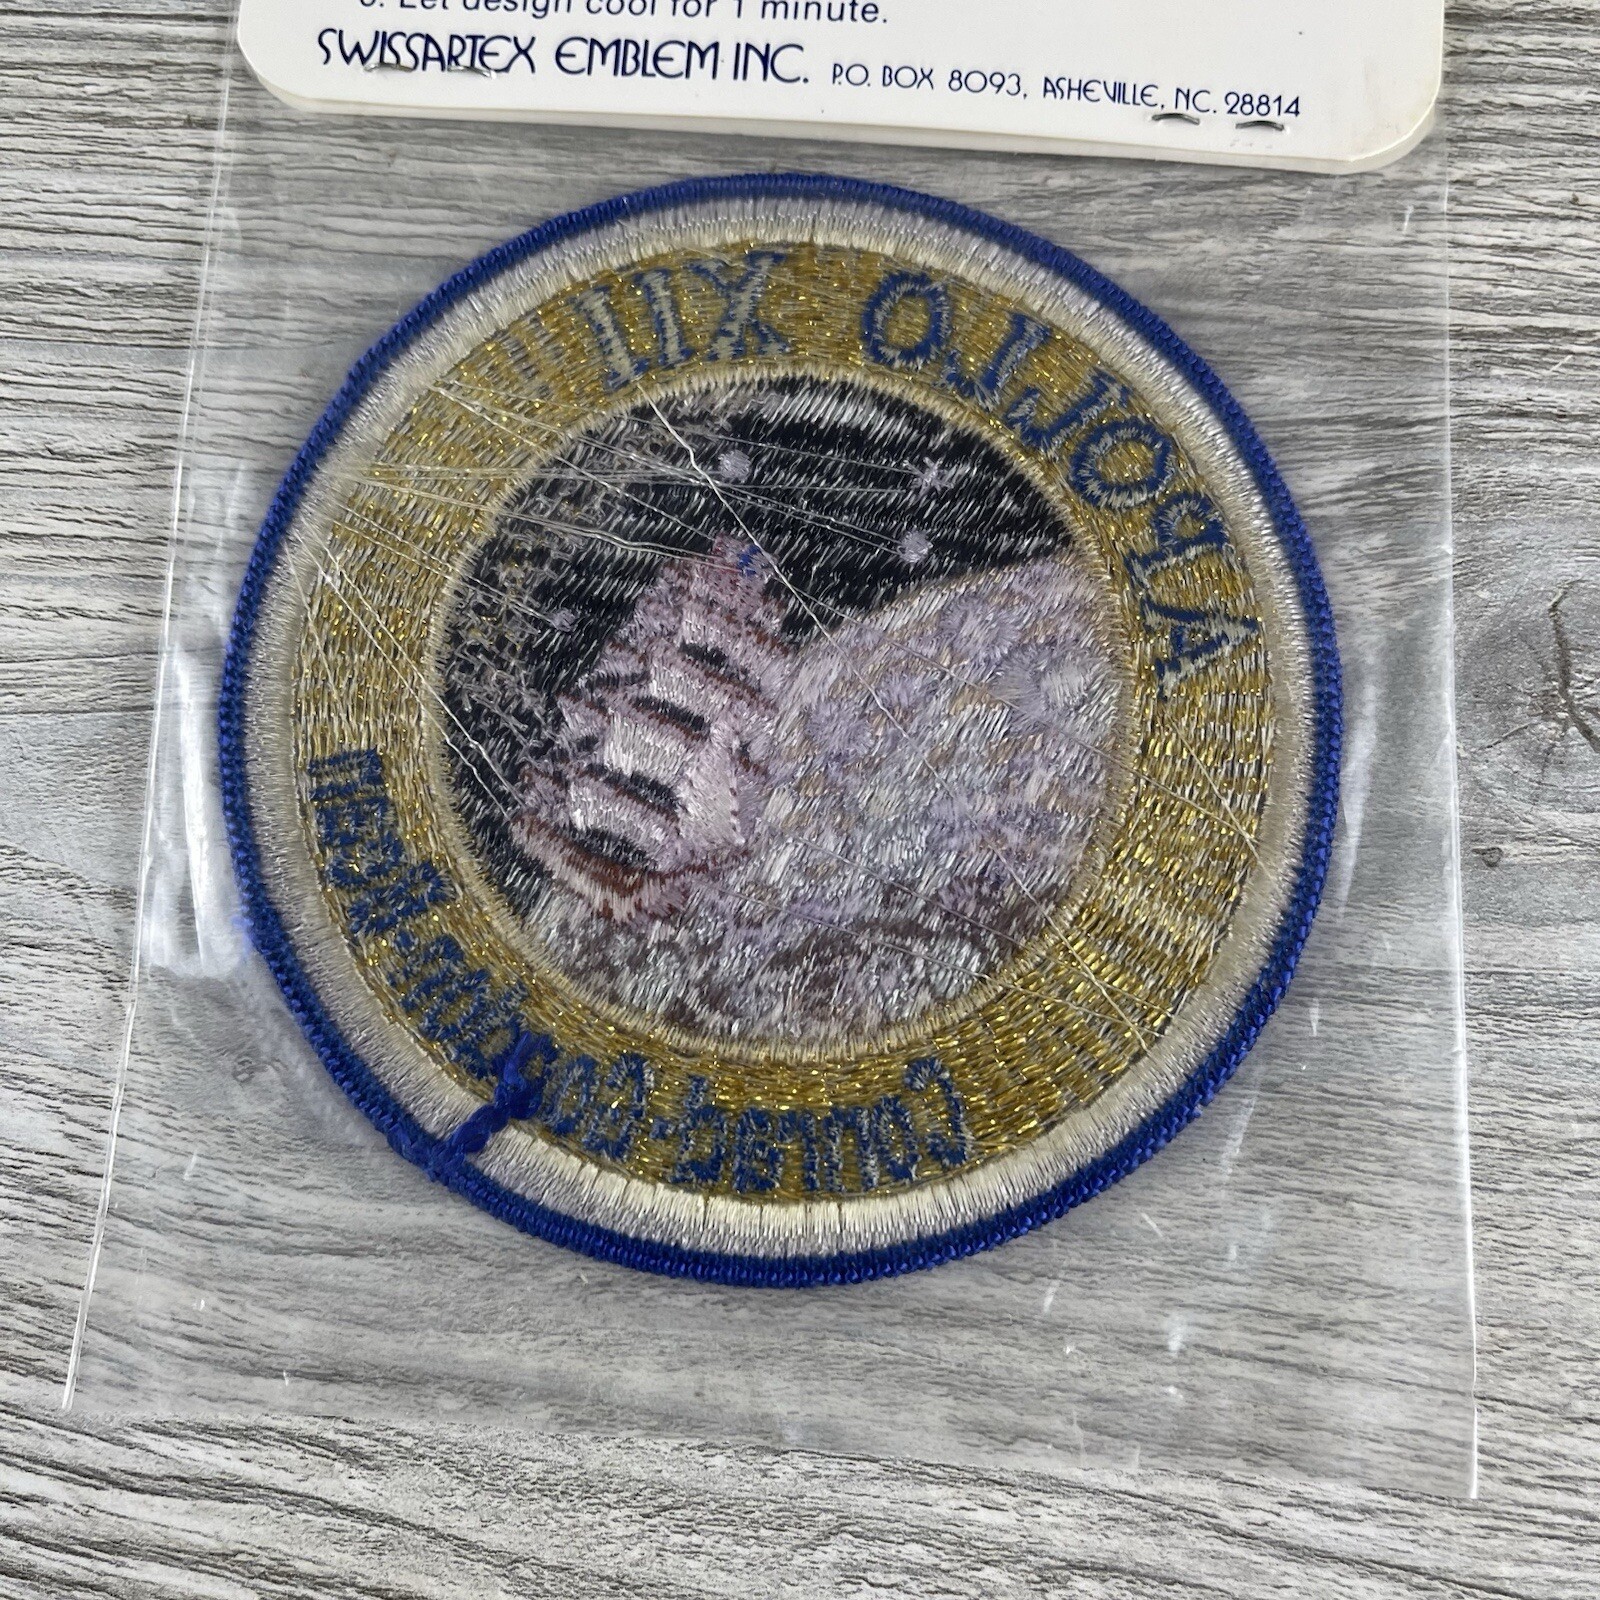 3. Let design cool for 1 minute.
SWISSARTEX EMBLEM INC. P.O. BOX 8093, ASHEVILLE, NC. 28814
APOLLO XII
Conrad·Gordon·Bean